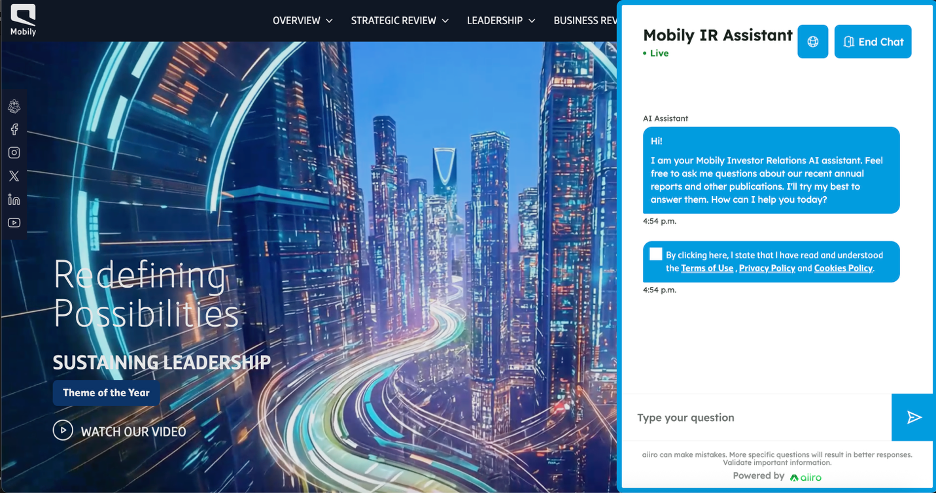 Mobily
OVERVIEW
STRATEGIC REVIEW
LEADERSHIP
BUSINESS REV
Redefining
Possibilities
SUSTAINING LEADERSHIP
Theme of the Year
WATCH OUR VIDEO
Mobily IR Assistant
End Chat
• Live
AI Assistant
Hi!
I am your Mobily Investor Relations AI assistant. Feel
free to ask me questions about our recent annual
reports and other publications. I'll try my best to
answer them. How can I help you today?
4:54 p.m.
By clicking here, I state that I have read and understood
the Terms of Use , Privacy Policy and Cookies Policy.
4:54 p.m.
Type your question
aiiro can make mistakes. More specific questions will result in better responses.
Validate important information.
Powered by aiiro